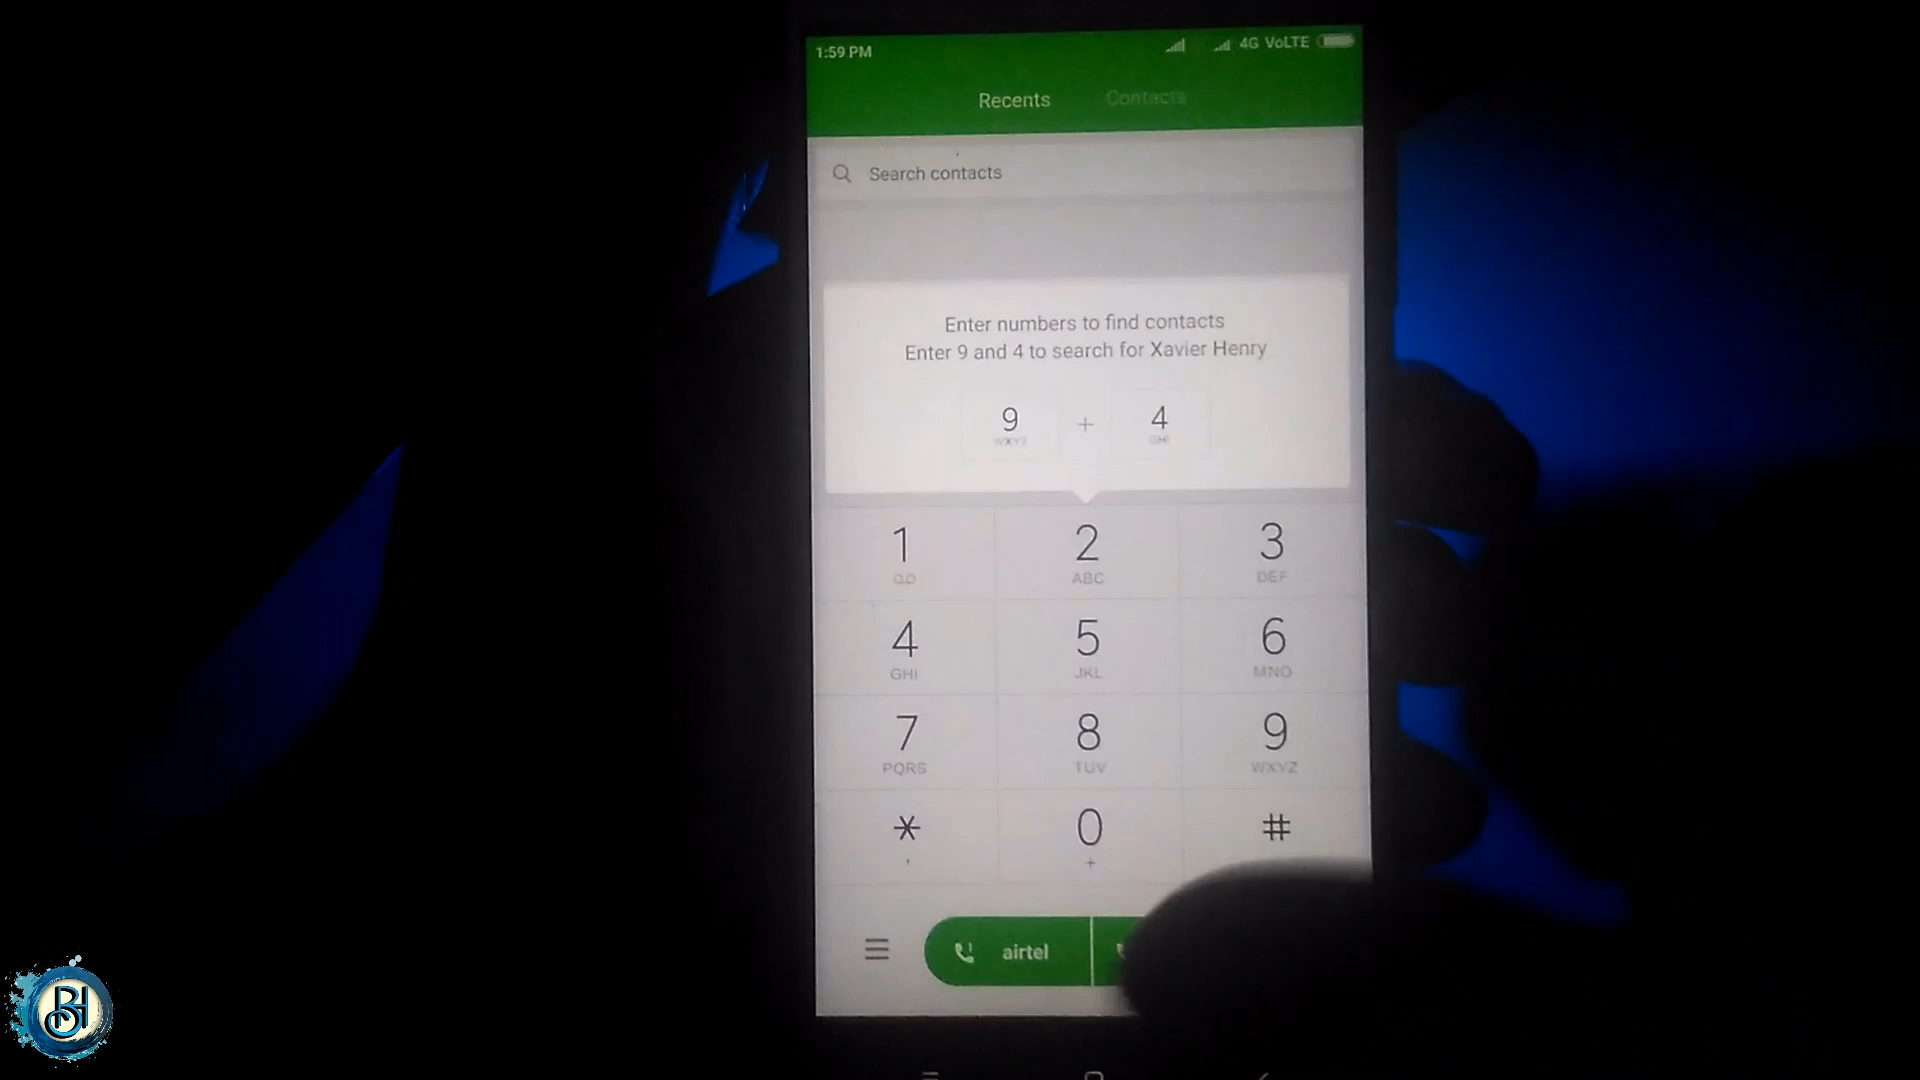 1:59 PM
4G VoLTE
Recents
Contacts
Search contacts
Enter numbers to find contacts
Enter 9 and 4 to search for Xavier Henry
9 + 4
WXYZ GHI
1 2 3
ABC DEF
4 5 6
GHI JKL MNO
7 8 9
PQRS TUV WXYZ
* 0 #
, +
1 airtel
BH